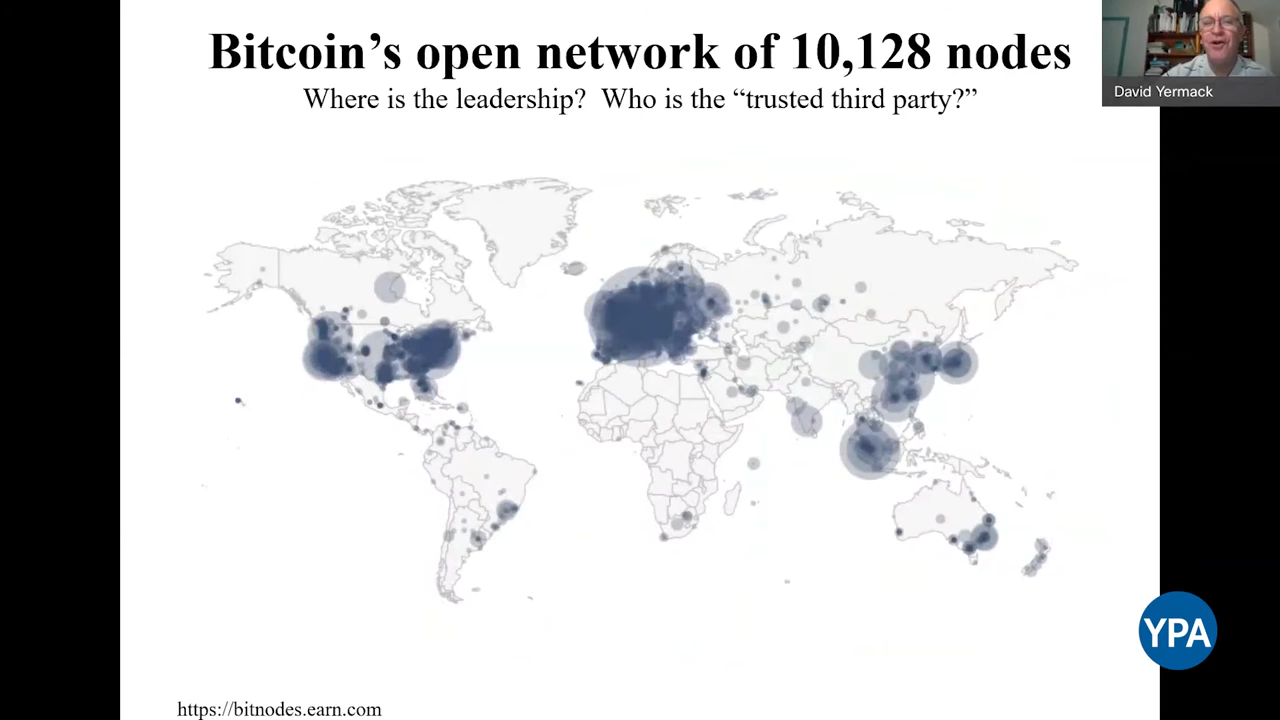 Bitcoin’s open network of 10,128 nodes
Where is the leadership?  Who is the “trusted third party?”
David Yermack
YPA
https://bitnodes.earn.com